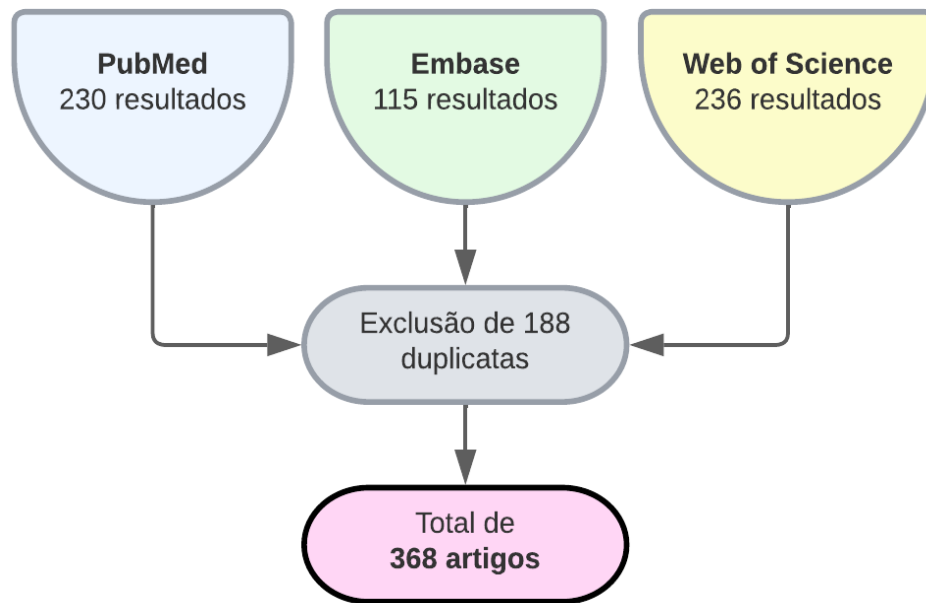 PubMed
230 resultados
Embase
115 resultados
Web of Science
236 resultados
Exclusão de 188
duplicatas
Total de
368 artigos